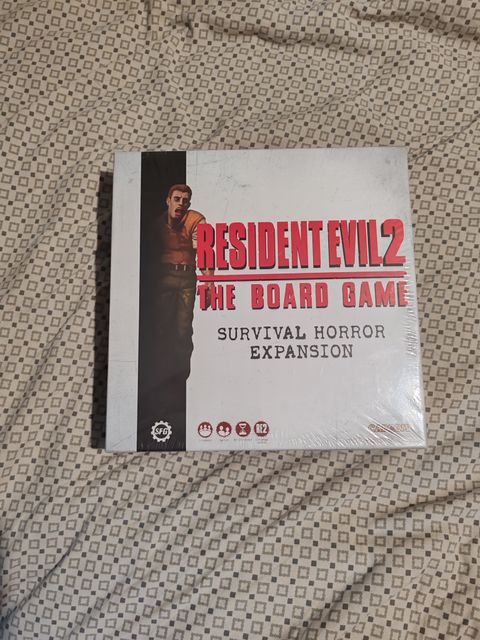 RESIDENT EVIL 2
THE BOARD GAME
SURVIVAL HORROR
EXPANSION
SFG